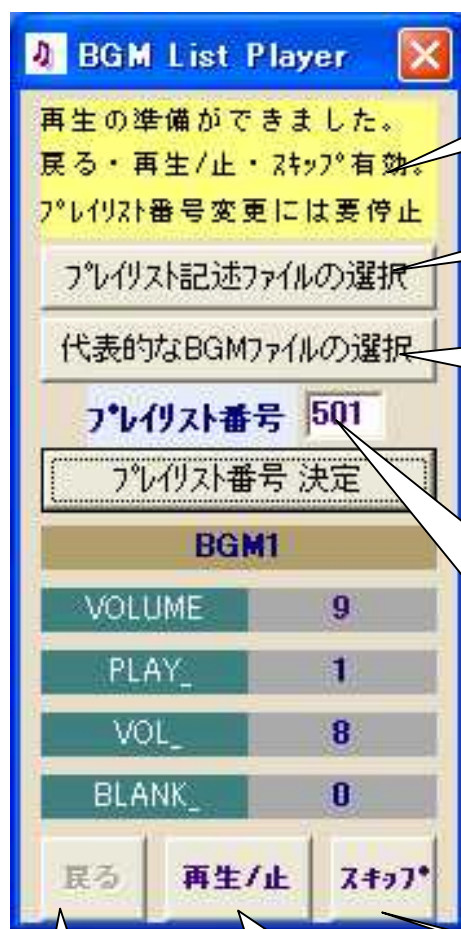 BGM List Player
再生の準備ができました。
戻る・再生/止・ｽｷｯﾌﾟ有効。
ﾌﾟﾚｲﾘｽﾄ番号変更には要停止
ﾌﾟﾚｲﾘｽﾄ記述ﾌｧｲﾙの選択
代表的なBGMﾌｧｲﾙの選択
ﾌﾟﾚｲﾘｽﾄ番号 501
ﾌﾟﾚｲﾘｽﾄ番号 決定
BGM1
VOLUME 9
PLAY_ 1
VOL_ 8
BLANK_ 0
戻る 再生/止 ｽｷｯﾌﾟ